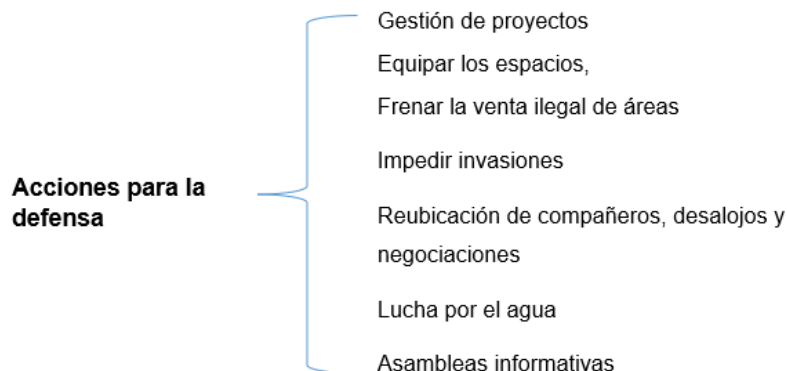 Gestión de proyectos
Equipar los espacios,
Frenar la venta ilegal de áreas
Impedir invasiones
Acciones para la
defensa
Reubicación de compañeros, desalojos y
negociaciones
Lucha por el agua
Asambleas informativas